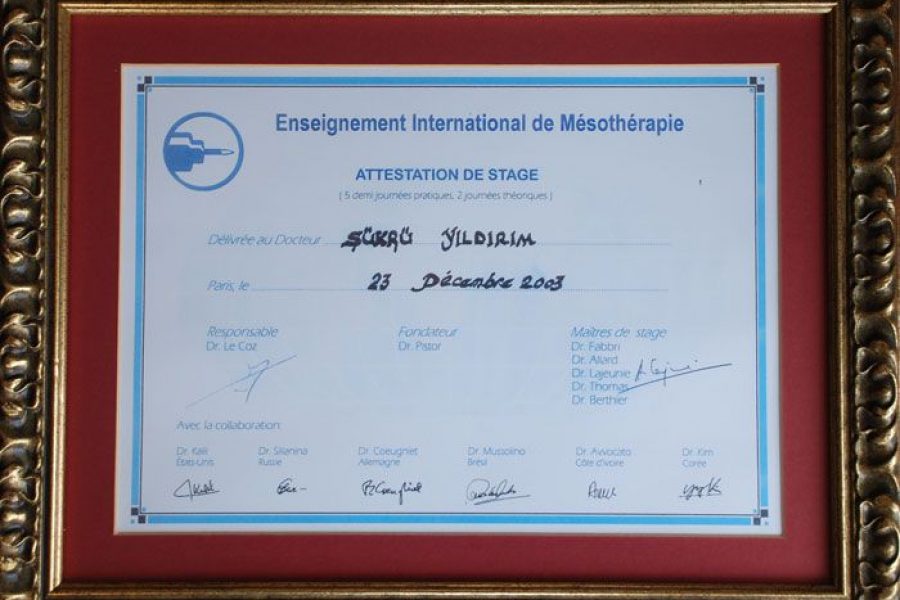 Enseignement International de Mésothérapie
ATTESTATION DE STAGE
( 5 demi journées pratiques, 2 journées théoriques )
Délivrée au Docteur ŞÜKRÜ YILDIRIM
Paris, le 23 Décembre 2003
Responsable Fondateur Maîtres de stage
Dr. Le Coz Dr. Pistor Dr. Fabbri
Dr. Allard
Dr. Lajeunie
Dr. Thomas
Dr. Berthier
Avec la collaboration:
Dr. Kalil Dr. Coeugniet Dr. Mussolino Dr. Avvocato Dr. Kim
États-Unis Russie Allemagne Brésil Côte d'ivoire Corée